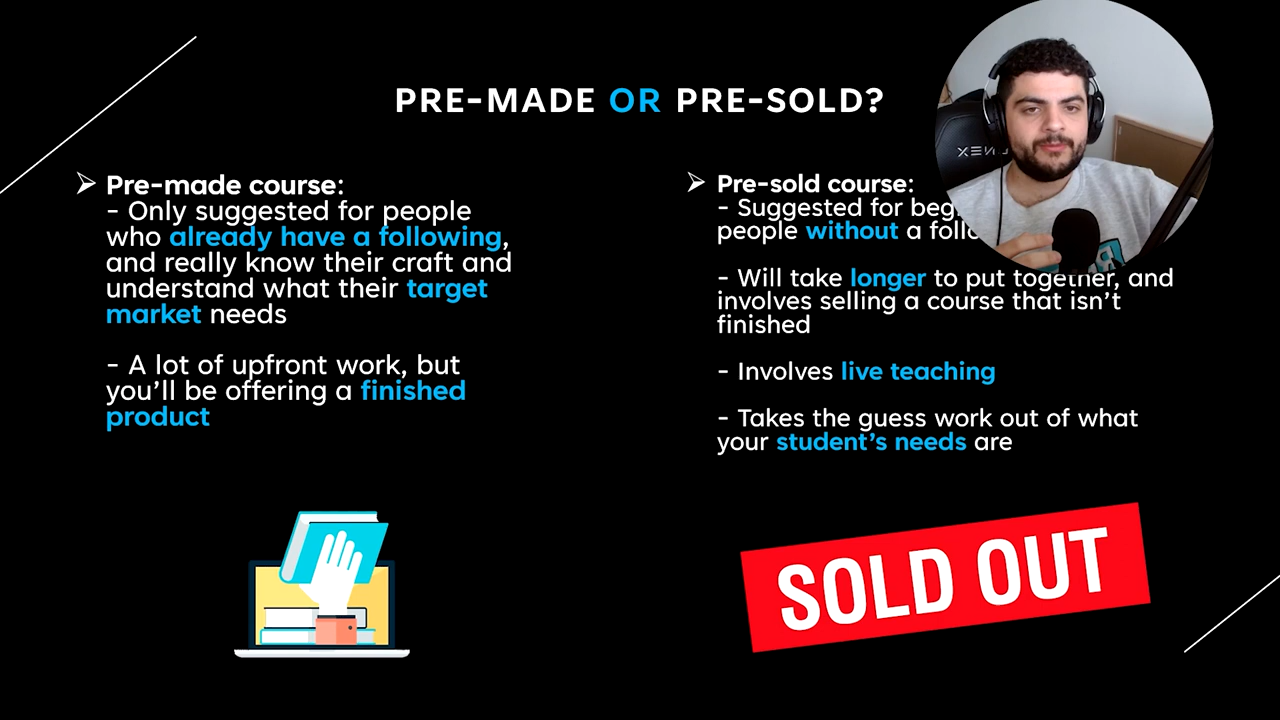 PRE-MADE OR PRE-SOLD?
➢ Pre-made course:
- Only suggested for people
who already have a following,
and really know their craft and
understand what their target
market needs
- A lot of upfront work, but
you'll be offering a finished
product
➢ Pre-sold course:
- Suggested for
people without a
- Will take longer to put together, and
involves selling a course that isn't
finished
- Involves live teaching
- Takes the guess work out of what
your student's needs are
SOLD OUT